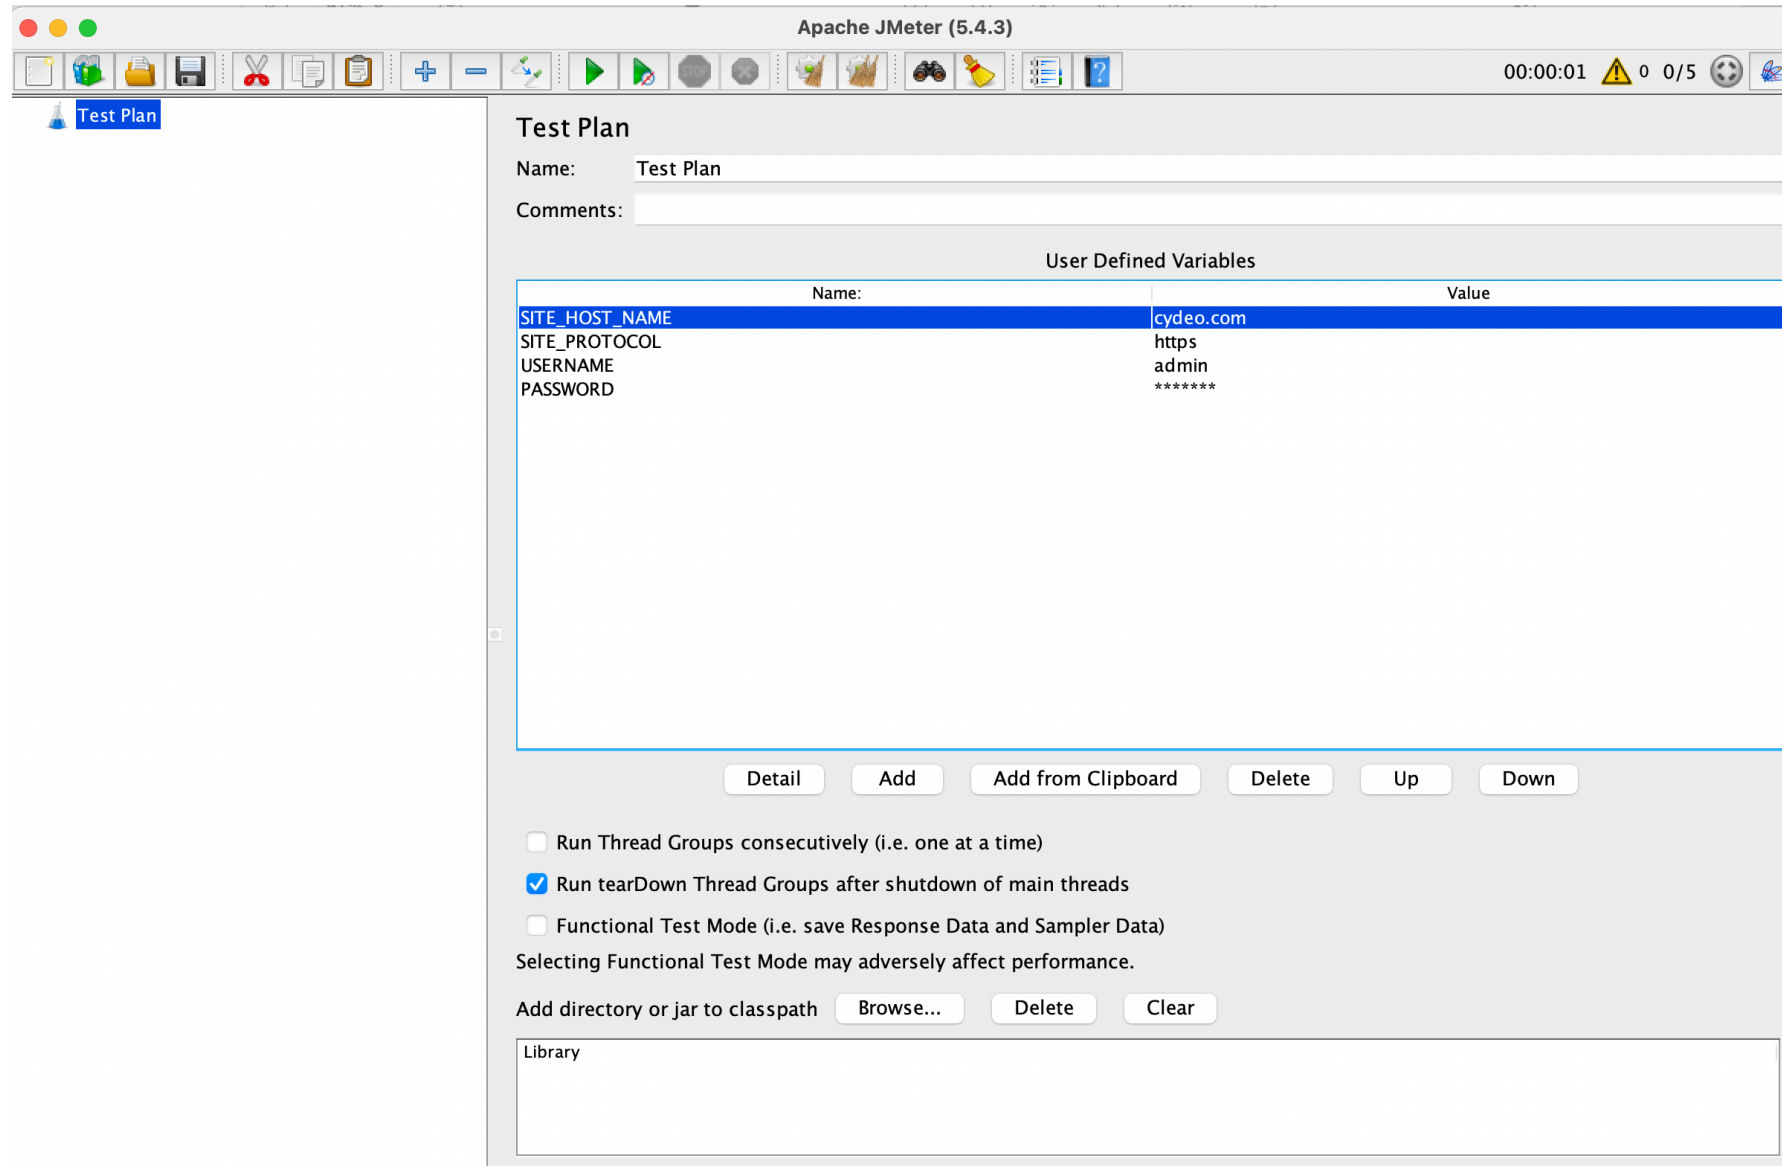 Apache JMeter (5.4.3)
STOP
00:00:01 0 0/5
Test Plan
Test Plan
Name: Test Plan
Comments:
User Defined Variables
Name: Value
SITE_HOST_NAME cydeo.com
SITE_PROTOCOL https
USERNAME admin
PASSWORD *******
Detail Add Add from Clipboard Delete Up Down
Run Thread Groups consecutively (i.e. one at a time)
Run tearDown Thread Groups after shutdown of main threads
Functional Test Mode (i.e. save Response Data and Sampler Data)
Selecting Functional Test Mode may adversely affect performance.
Add directory or jar to classpath Browse... Delete Clear
Library